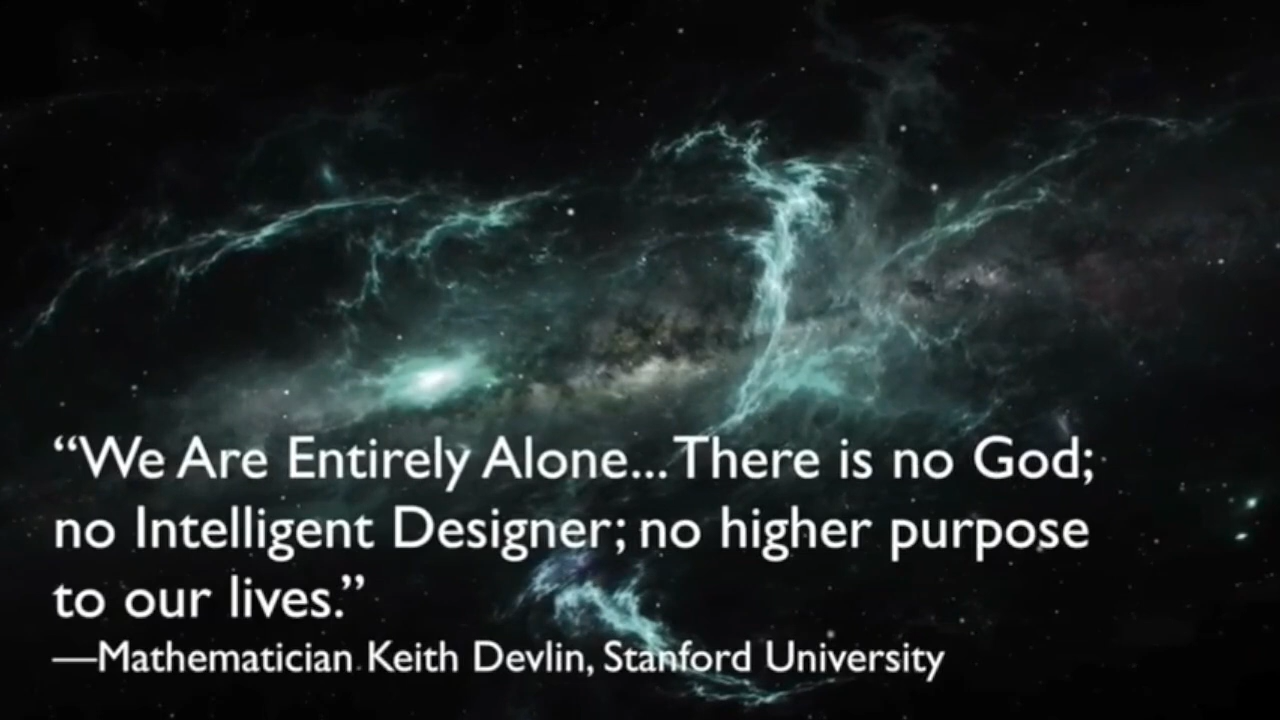 “We Are Entirely Alone... There is no God;
no Intelligent Designer; no higher purpose
to our lives.”
—Mathematician Keith Devlin, Stanford University